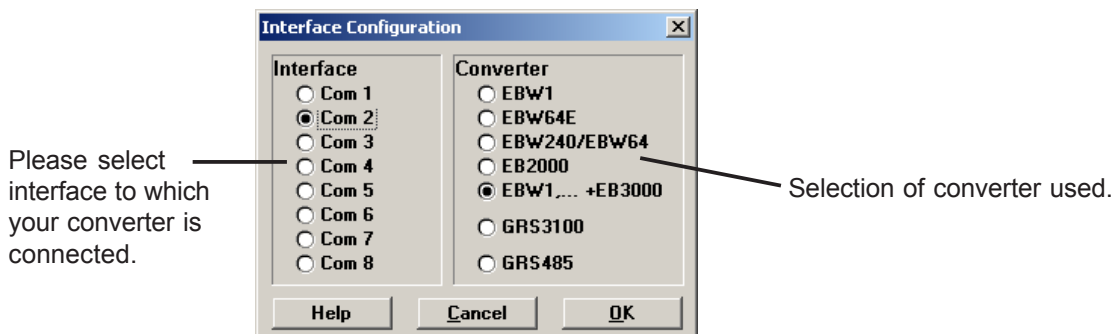 Interface Configuration
Interface
Com 1
Com 2
Com 3
Com 4
Com 5
Com 6
Com 7
Com 8
Converter
EBW1
EBW64E
EBW240/EBW64
EB2000
EBW1,... +EB3000
GRS3100
GRS485
Help
Cancel
OK
Please select
interface to which
your converter is
connected.
Selection of converter used.